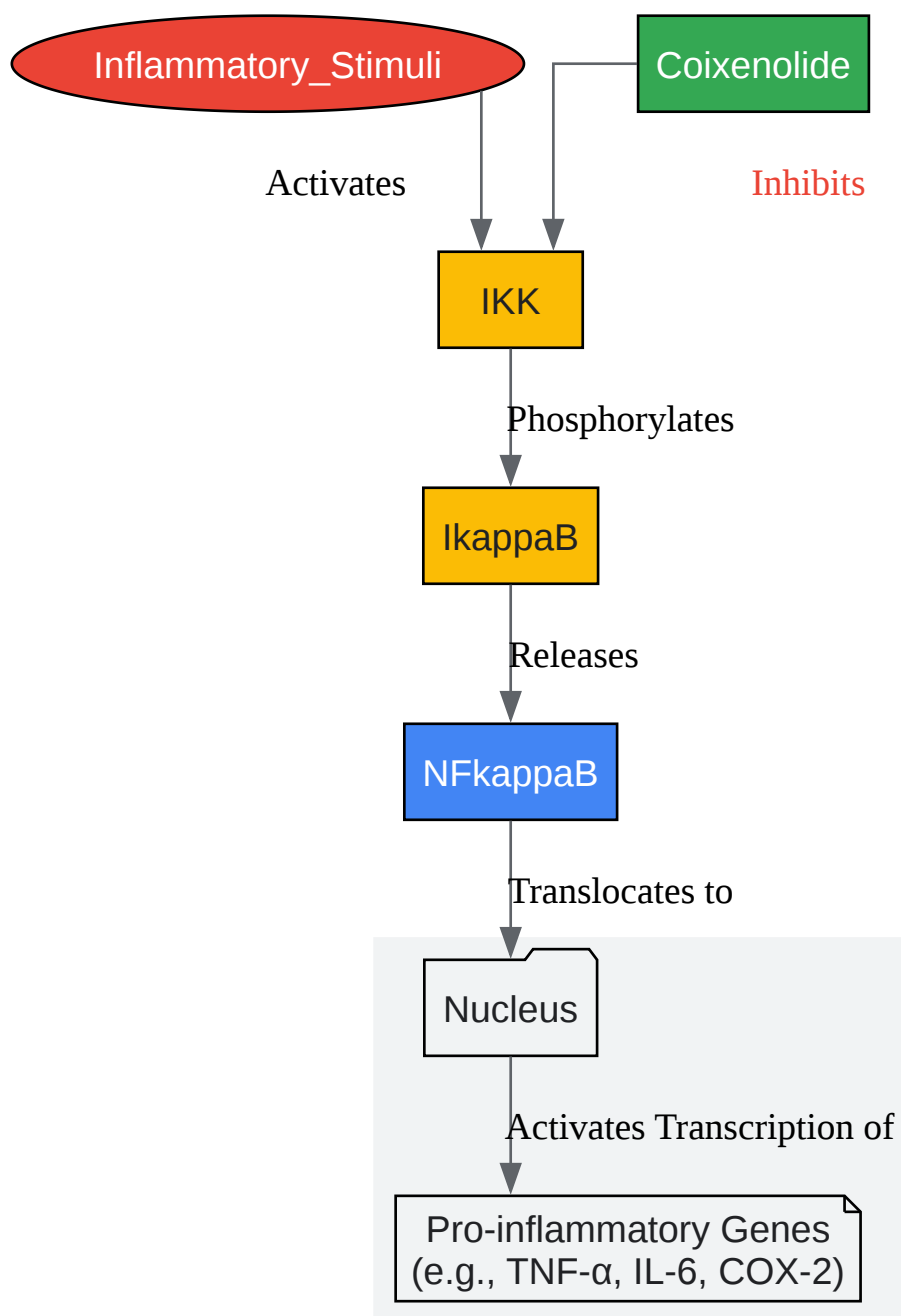 Inflammatory_Stimuli
Coixenolide
Activates
Inhibits
IKK
Phosphorylates
IkappaB
Releases
NFkappaB
Translocates to
Nucleus
Activates Transcription of
Pro-inflammatory Genes
(e.g., TNF-α, IL-6, COX-2)